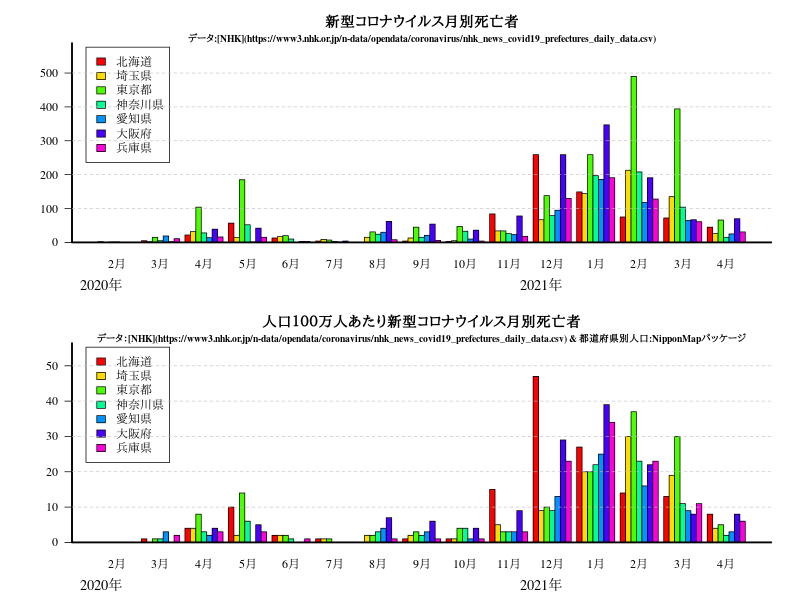 新型コロナウイルス月別死亡者
データ:[NHK](https://www3.nhk.or.jp/n-data/opendata/coronavirus/nhk_news_covid19_prefectures_daily_data.csv)
北海道
埼玉県
東京都
神奈川県
愛知県
大阪府
兵庫県
500
400
300
200
100
0
2月 3月 4月 5月 6月 7月 8月 9月 10月 11月 12月 1月 2月 3月 4月
2020年 2021年
人口100万人あたり新型コロナウイルス月別死亡者
データ:[NHK](https://www3.nhk.or.jp/n-data/opendata/coronavirus/nhk_news_covid19_prefectures_daily_data.csv) & 都道府県別人口:NipponMapパッケージ
北海道
埼玉県
東京都
神奈川県
愛知県
大阪府
兵庫県
50
40
30
20
10
0
2月 3月 4月 5月 6月 7月 8月 9月 10月 11月 12月 1月 2月 3月 4月
2020年 2021年